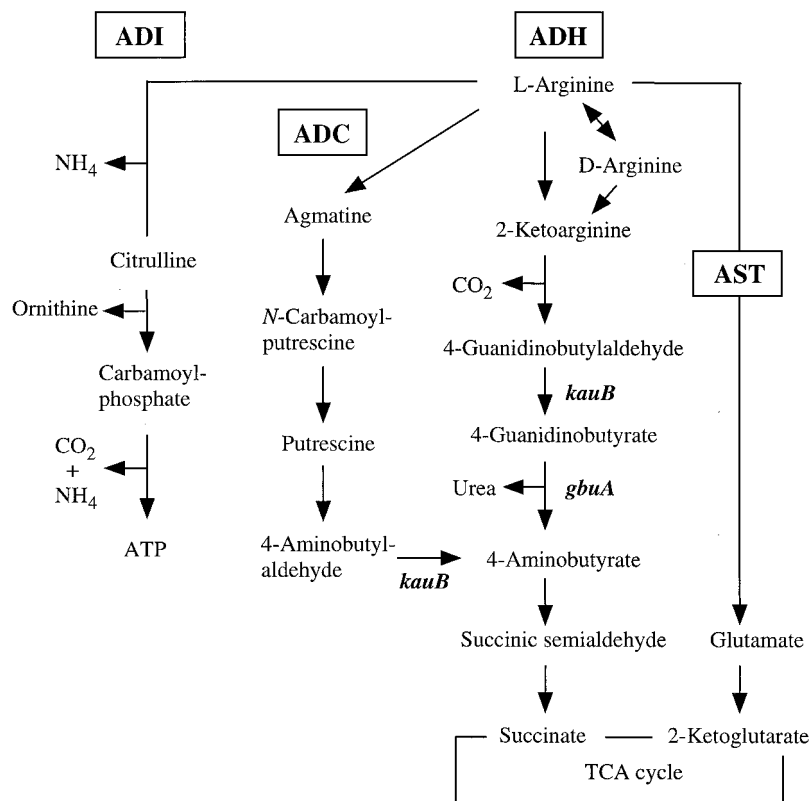 ADI
ADH
L-Arginine
ADC
NH4
D-Arginine
Agmatine
2-Ketoarginine
Citrulline
AST
CO2
Ornithine
N-Carbamoyl-
putrescine
4-Guanidinobutylaldehyde
Carbamoyl-
phosphate
kauB
Putrescine
4-Guanidinobutyrate
CO2
+
NH4
Urea
gbuA
ATP
4-Aminobutyl-
aldehyde
kauB
4-Aminobutyrate
Succinic semialdehyde
Glutamate
Succinate
2-Ketoglutarate
TCA cycle